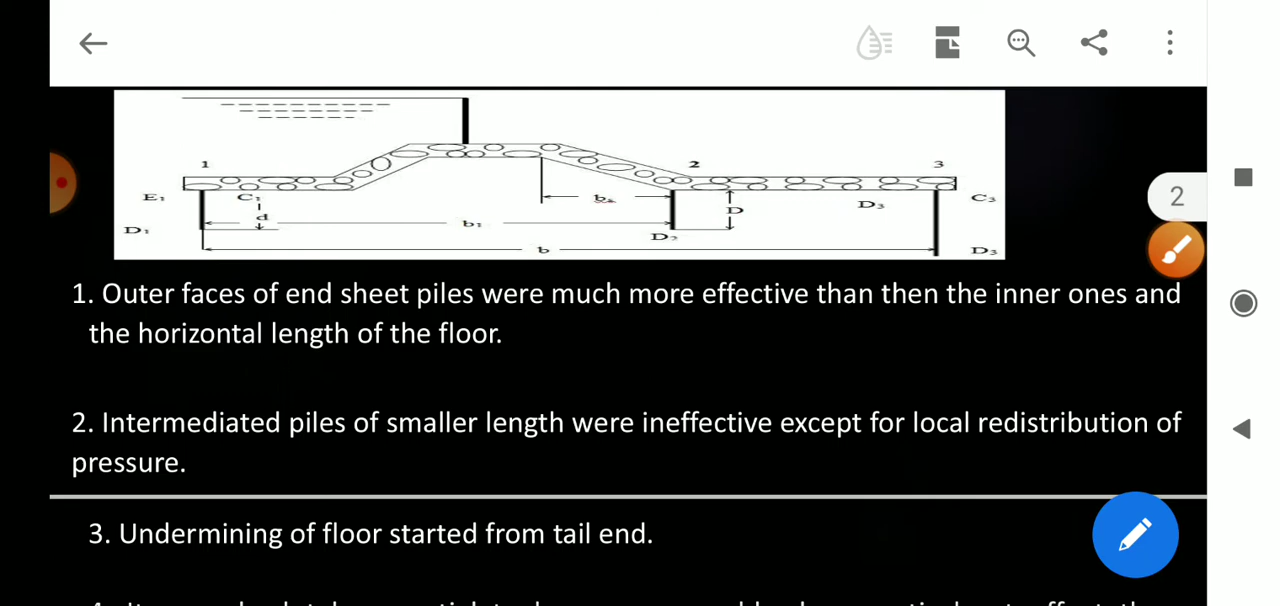 2
1 2 3
E₁ C₁ b₂ D D₃ C₃
d
D₁ b₁ D₂
b D₃
1. Outer faces of end sheet piles were much more effective than then the inner ones and
the horizontal length of the floor.
2. Intermediated piles of smaller length were ineffective except for local redistribution of
pressure.
3. Undermining of floor started from tail end.